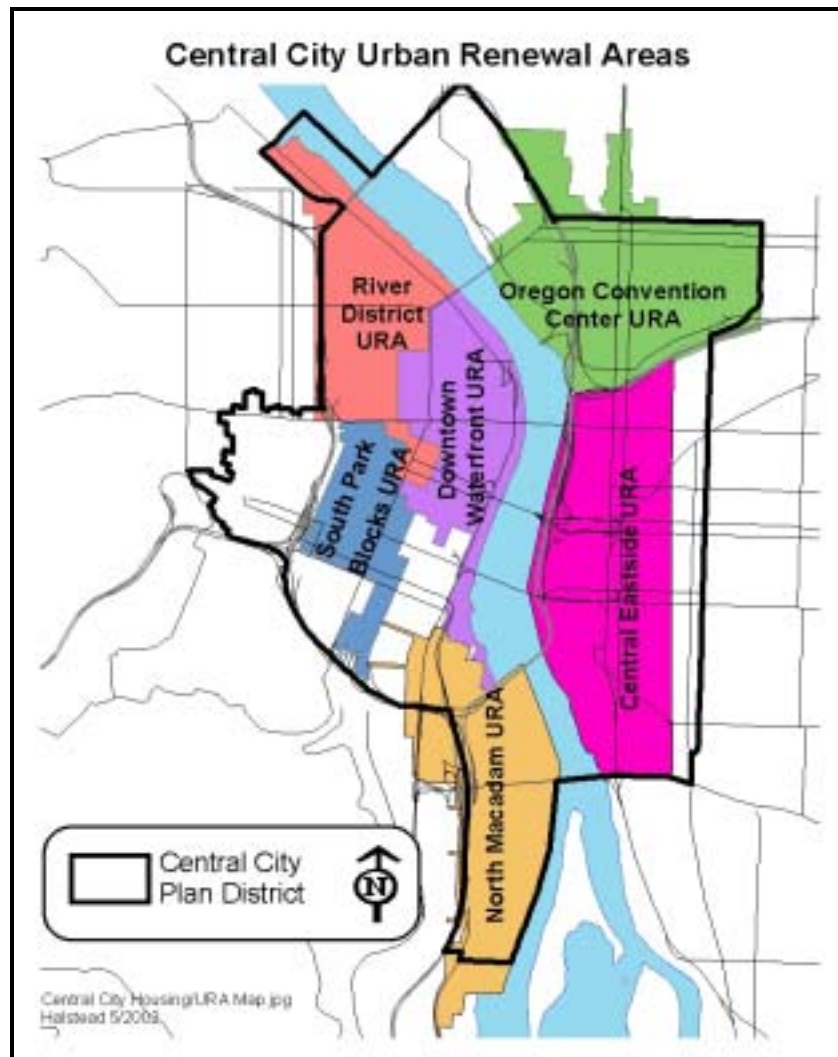 Central City Urban Renewal Areas
River
District
URA
Oregon Convention
Center URA
Downtown
Waterfront URA
South Park
Blocks URA
Central Eastside URA
North Macadam URA
Central City
Plan District
N
Central City Housing/URA Map.jpg
Halstead 5/2003